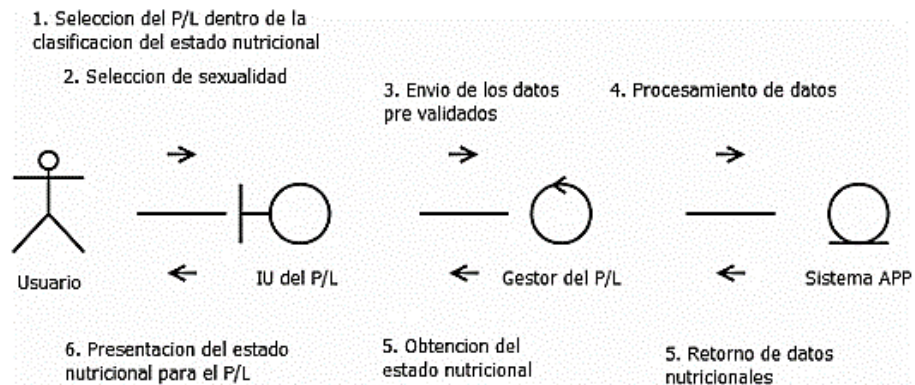 1. Seleccion del P/L dentro de la
clasificacion del estado nutricional
2. Seleccion de sexualidad
3. Envio de los datos
pre validados
4. Procesamiento de datos
Usuario
IU del P/L
Gestor del P/L
Sistema APP
6. Presentacion del estado
nutricional para el P/L
5. Obtencion del
estado nutricional
5. Retorno de datos
nutricionales